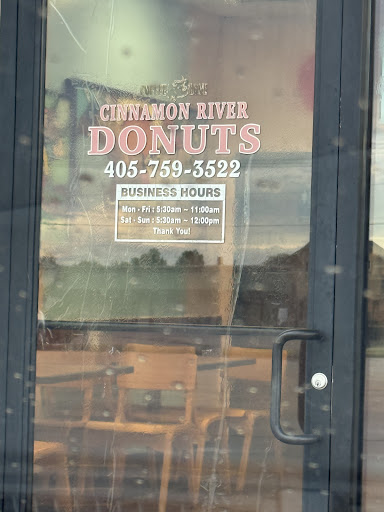 CINNAMON RIVER
DONUTS
405-759-3522
BUSINESS HOURS
Mon - Fri : 5:30am ~ 11:00am
Sat - Sun : 5:30am ~ 12:00pm
Thank You!